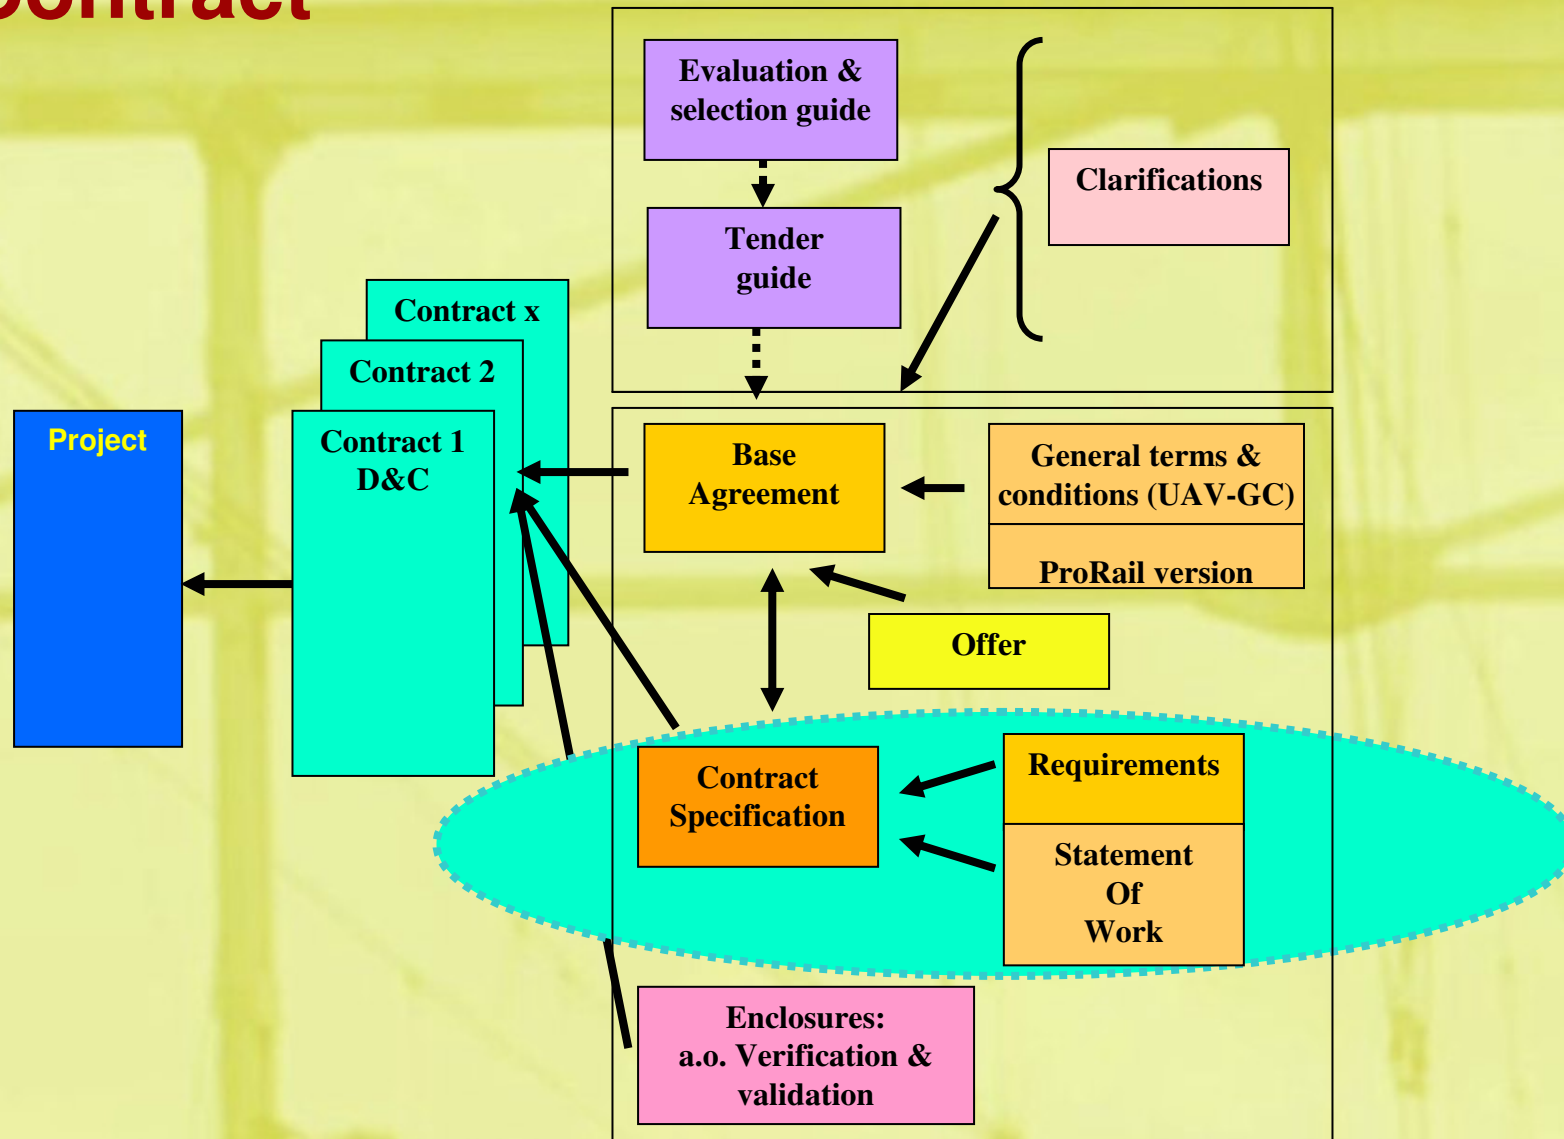 Contract
Evaluation &
selection guide
Clarifications
Tender
guide
Contract x
Contract 2
Contract 1
D&C
Project
Base
Agreement
General terms &
conditions (UAV-GC)
ProRail version
Offer
Contract
Specification
Requirements
Statement
Of
Work
Enclosures:
a.o. Verification &
validation